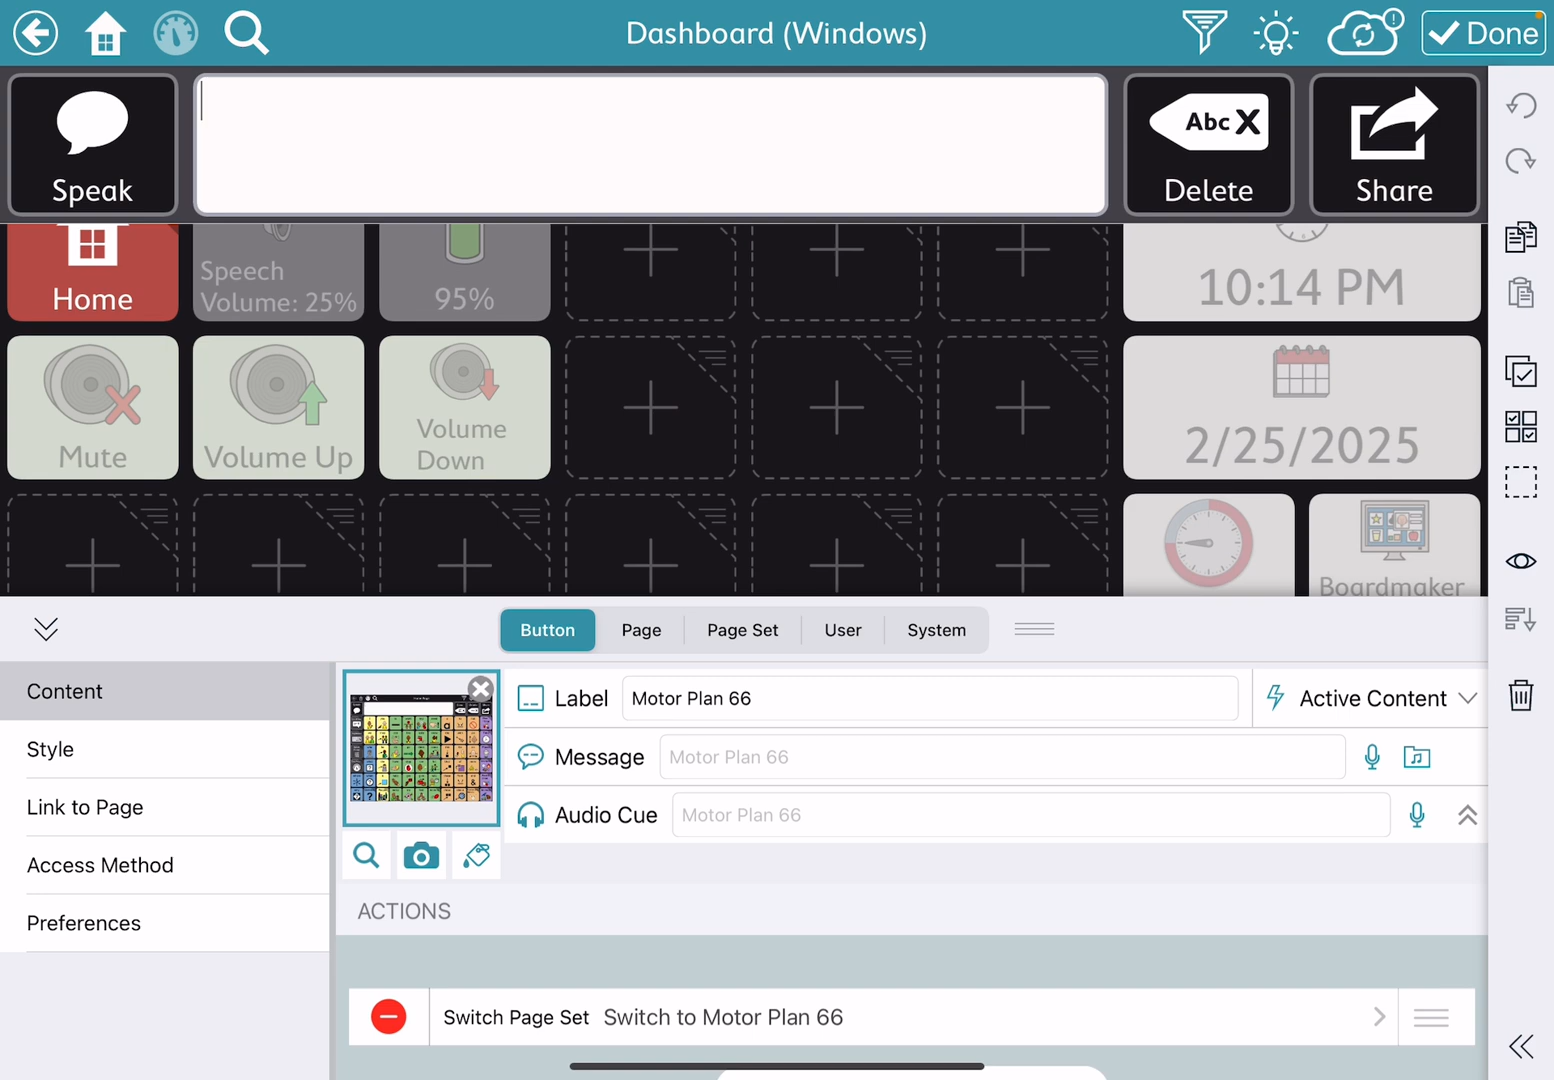 Dashboard (Windows)
Done
Speak
Abc X
Delete
Share
Home
Speech
Volume: 25%
95%
10:14 PM
Mute
Volume Up
Volume
Down
2/25/2025
Boardmaker
Button
Page
Page Set
User
System
Content
Style
Link to Page
Access Method
Preferences
Label
Motor Plan 66
Active Content
Message
Motor Plan 66
Audio Cue
Motor Plan 66
ACTIONS
Switch Page Set
Switch to Motor Plan 66